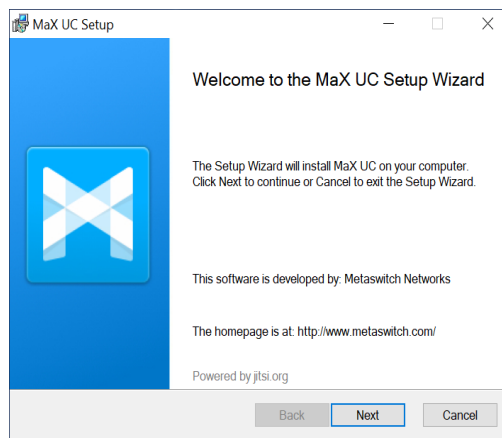 MaX UC Setup
Welcome to the MaX UC Setup Wizard
The Setup Wizard will install MaX UC on your computer.
Click Next to continue or Cancel to exit the Setup Wizard.
This software is developed by: Metaswitch Networks
The homepage is at: http://www.metaswitch.com/
Powered by jitsi.org
Back Next Cancel